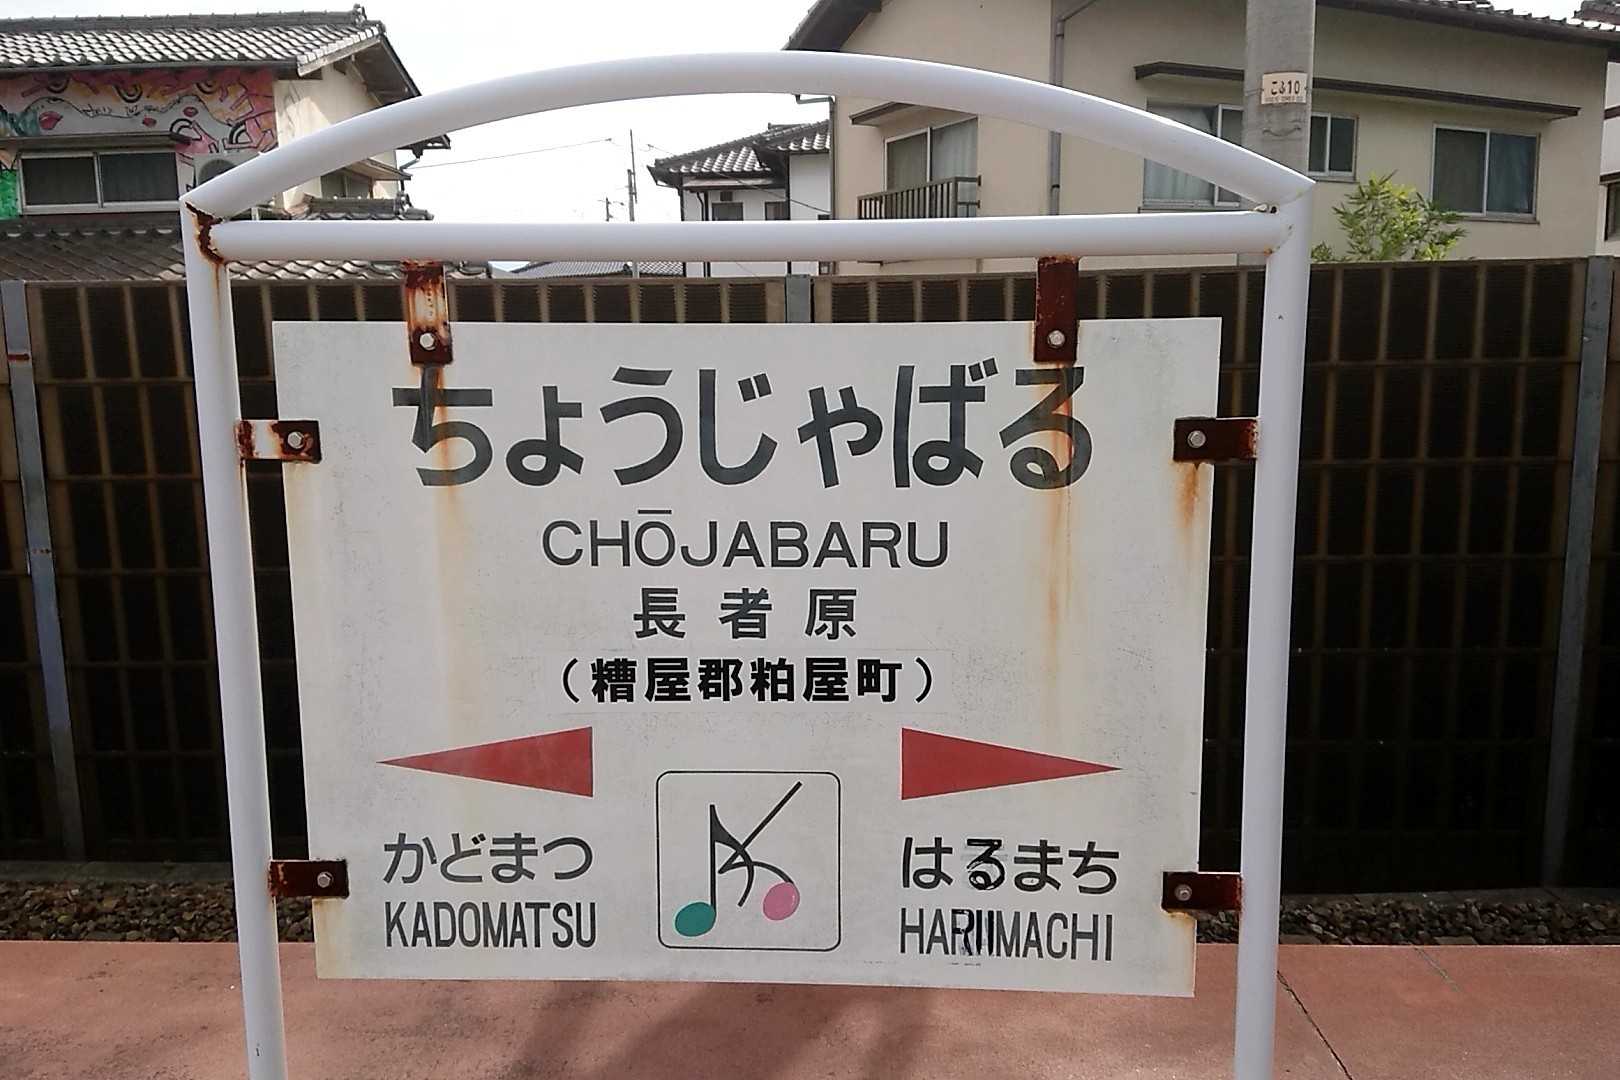 ちょうじゃばる
CHŌJABARU
長者原
（糟屋郡粕屋町）
かどまつ
KADOMATSU
はるまち
HARUMACHI